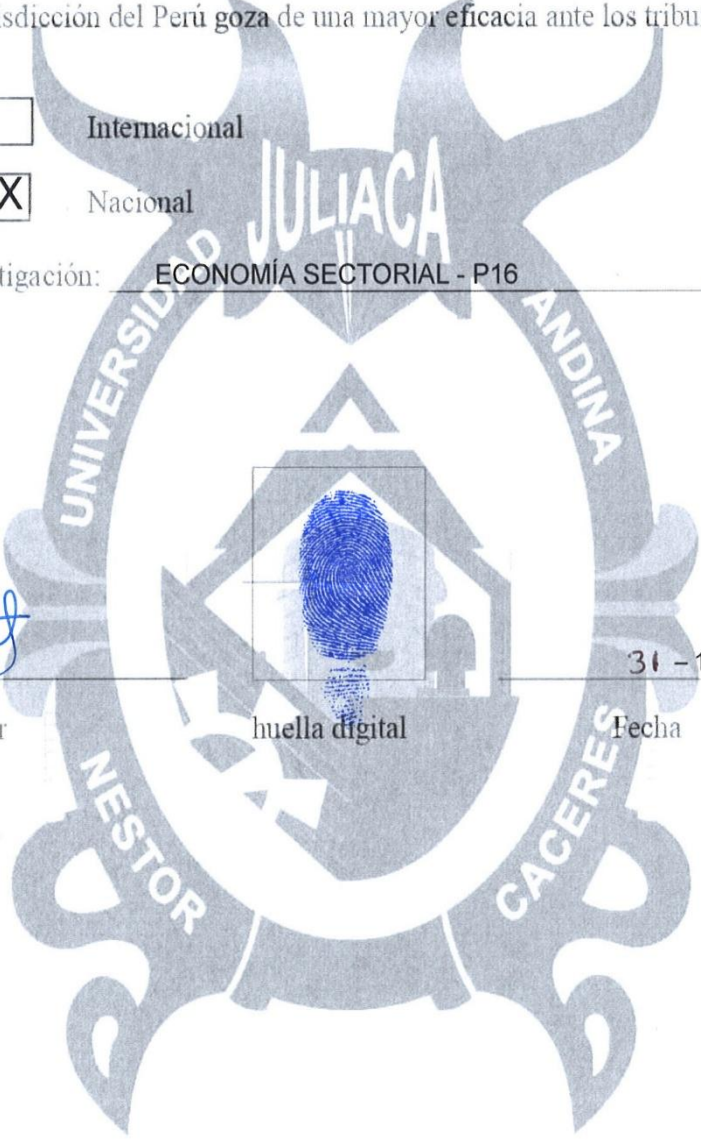 sdicción del Perú goza de una mayor eficacia ante los tribu
Internacional
X Nacional
tigación: ECONOMÍA SECTORIAL - P16
UNIVERSIDAD
ANDINA
JULIACA
31 - 1
r huella digital Fecha
NESTOR
CACERES